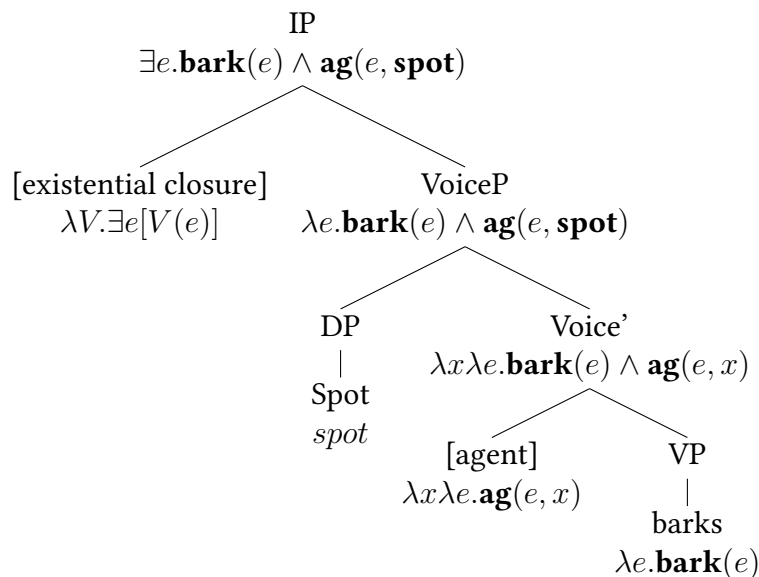 IP
∃e.bark(e) ∧ ag(e, spot)
[existential closure]
λV.∃e[V(e)]
VoiceP
λe.bark(e) ∧ ag(e, spot)
DP
Spot
spot
Voice’
λxλe.bark(e) ∧ ag(e, x)
[agent]
λxλe.ag(e, x)
VP
barks
λe.bark(e)